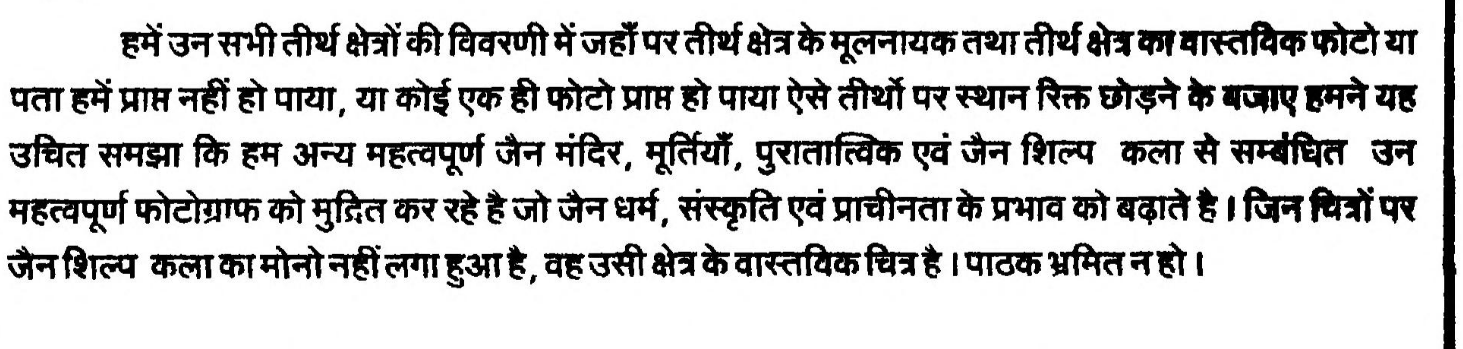 हमें उन सभी तीर्थ क्षेत्रों की विवरणी में जहाँ पर तीर्थ क्षेत्र के मूलनायक तथा तीर्थ क्षेत्र का वास्तविक फोटो या
पता हमें प्राप्त नहीं हो पाया, या कोई एक ही फोटो प्राप्त हो पाया ऐसे तीर्थो पर स्थान रिक्त छोड़ने के बजाए हमने यह
उचित समझा कि हम अन्य महत्वपूर्ण जैन मंदिर, मूर्तियाँ, पुरातात्विक एवं जैन शिल्प कला से सम्बंधित उन
महत्वपूर्ण फोटोग्राफ को मुद्रित कर रहे है जो जैन धर्म, संस्कृति एवं प्राचीनता के प्रभाव को बढ़ाते है। जिन चित्रों पर
जैन शिल्प कला का मोनो नहीं लगा हुआ है, वह उसी क्षेत्र के वास्तविक चित्र है। पाठक भ्रमित न हो।